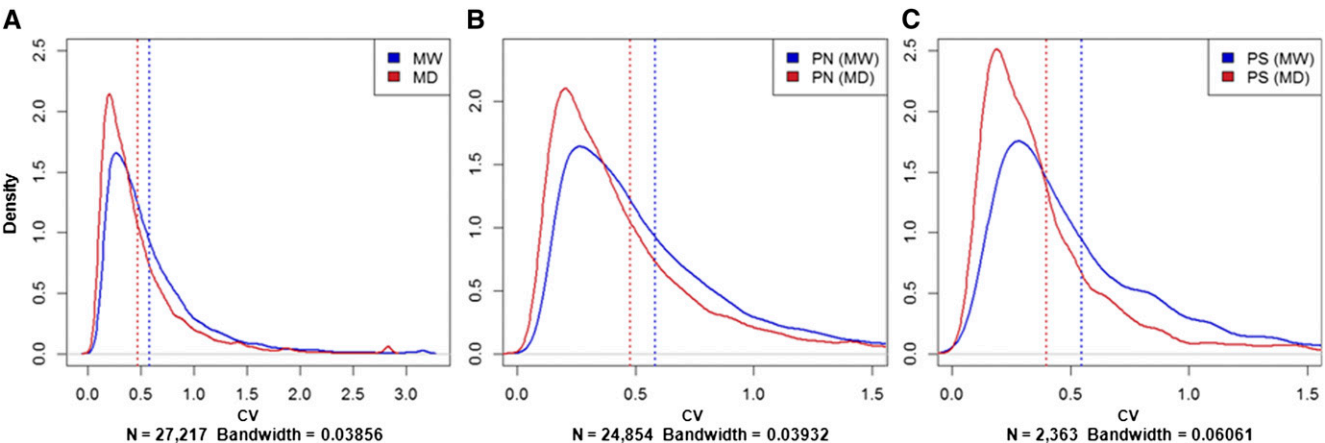 A
B
C
Density
2.5
2.0
1.5
1.0
0.5
0.0
MW
MD
0.0 0.5 1.0 1.5 2.0 2.5 3.0
CV
N = 27,217 Bandwidth = 0.03856
2.0
1.5
1.0
0.5
0.0
PN (MW)
PN (MD)
0.0 0.5 1.0 1.5
CV
N = 24,854 Bandwidth = 0.03932
2.5
2.0
1.5
1.0
0.5
0.0
PS (MW)
PS (MD)
0.0 0.5 1.0 1.5
CV
N = 2,363 Bandwidth = 0.06061